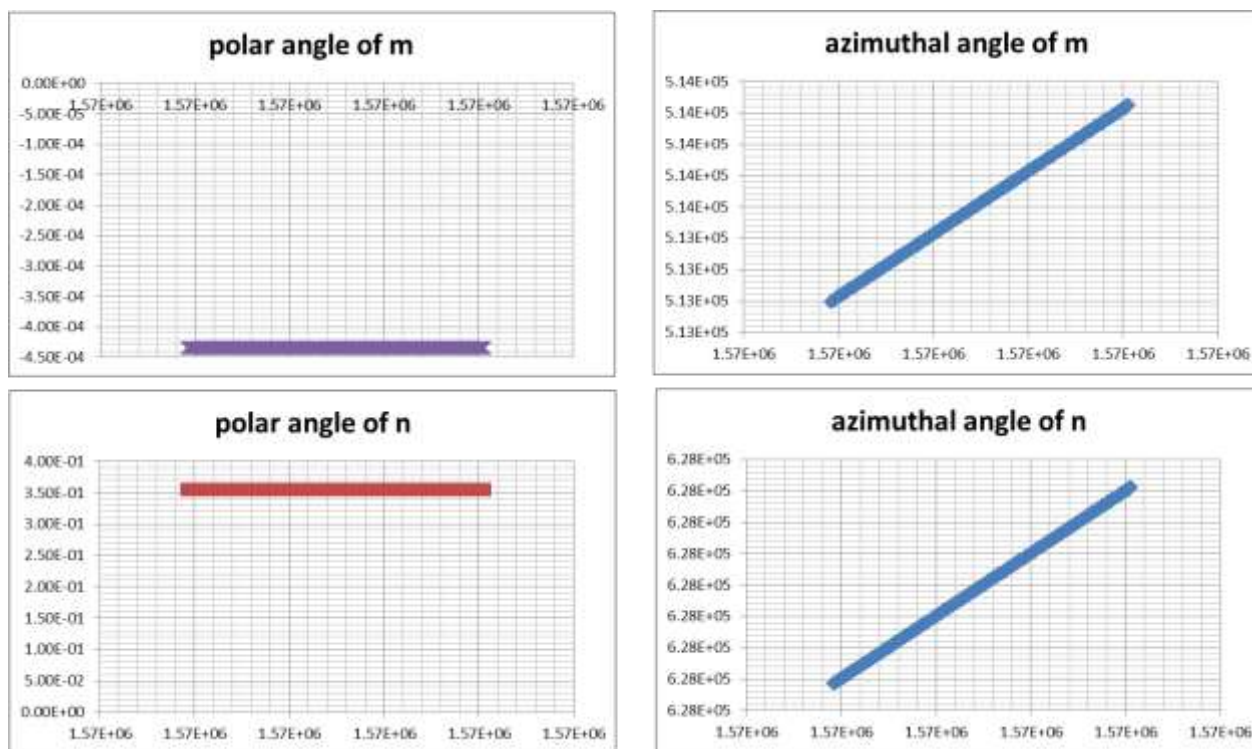 polar angle of m
0.00E+00
1.57E+06 1.57E+06 1.57E+06 1.57E+06 1.57E+06 1.57E+06
-5.00E-05
-1.00E-04
-1.50E-04
-2.00E-04
-2.50E-04
-3.00E-04
-3.50E-04
-4.00E-04
-4.50E-04
azimuthal angle of m
5.14E+05
5.14E+05
5.14E+05
5.14E+05
5.14E+05
5.13E+05
5.13E+05
5.13E+05
5.13E+05
1.57E+06 1.57E+06 1.57E+06 1.57E+06 1.57E+06 1.57E+06
polar angle of n
4.00E-01
3.50E-01
3.00E-01
2.50E-01
2.00E-01
1.50E-01
1.00E-01
5.00E-02
0.00E+00
1.57E+06 1.57E+06 1.57E+06 1.57E+06 1.57E+06 1.57E+06
azimuthal angle of n
6.28E+05
6.28E+05
6.28E+05
6.28E+05
6.28E+05
6.28E+05
6.28E+05
6.28E+05
6.28E+05
1.57E+06 1.57E+06 1.57E+06 1.57E+06 1.57E+06 1.57E+06